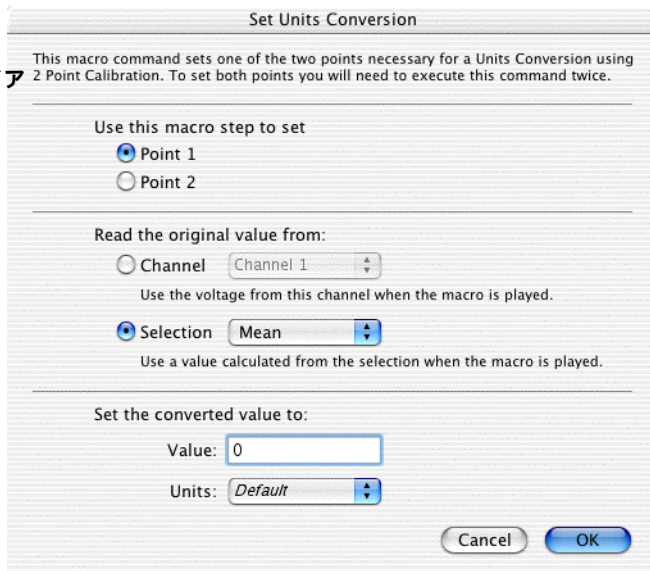 Set Units Conversion
This macro command sets one of the two points necessary for a Units Conversion using
ア 2 Point Calibration. To set both points you will need to execute this command twice.
Use this macro step to set
Point 1
Point 2
Read the original value from:
Channel Channel 1
Use the voltage from this channel when the macro is played.
Selection Mean
Use a value calculated from the selection when the macro is played.
Set the converted value to:
Value: 0
Units: Default
Cancel OK